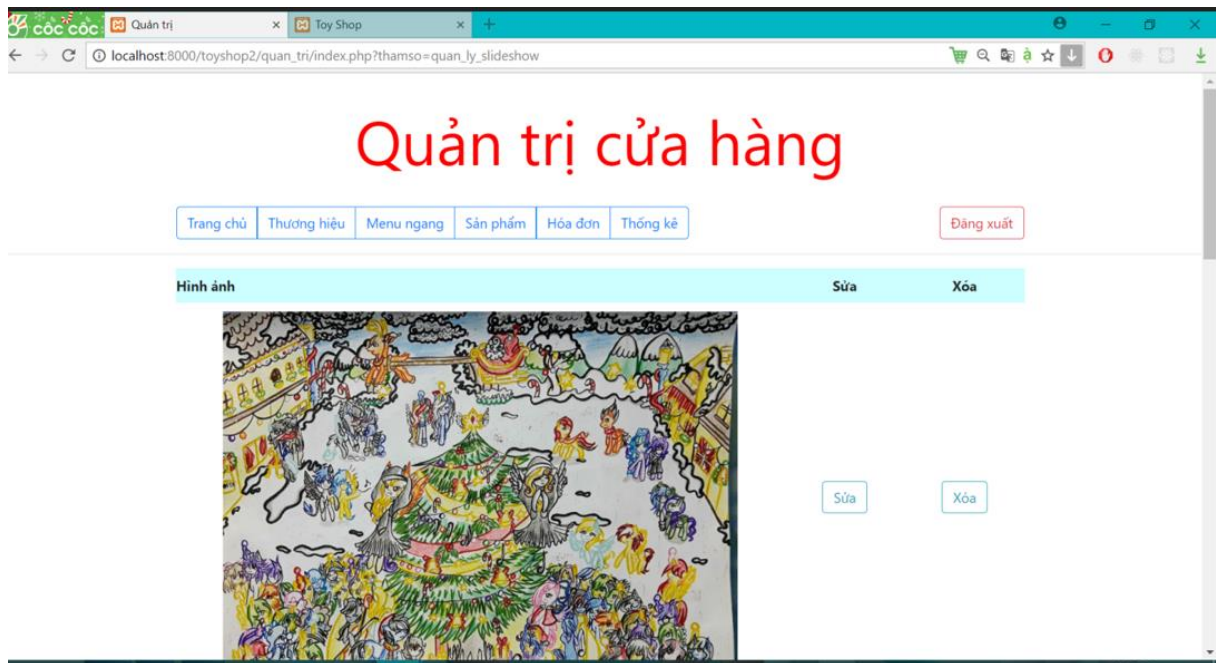 cốc cốc Quản trị Toy Shop
localhost:8000/toyshop2/quan_tri/index.php?thamso=quan_ly_slideshow
Quản trị cửa hàng
Trang chủ Thương hiệu Menu ngang Sản phẩm Hóa đơn Thống kê Đăng xuất
Hình ảnh Sửa Xóa
Sửa Xóa